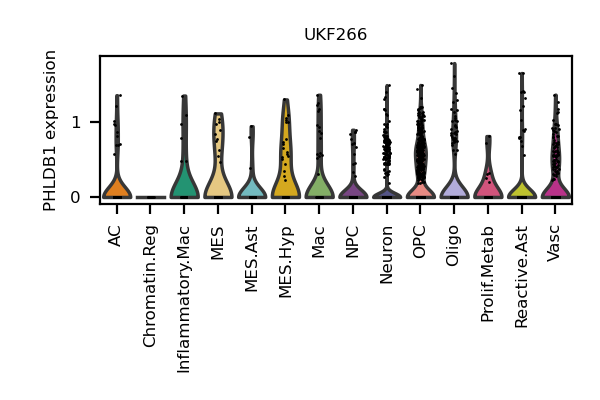 UKF266
PHLDB1 expression
1
0
AC
Chromatin.Reg
Inflammatory.Mac
MES
MES.Ast
MES.Hyp
Mac
NPC
Neuron
OPC
Oligo
Prolif.Metab
Reactive.Ast
Vasc